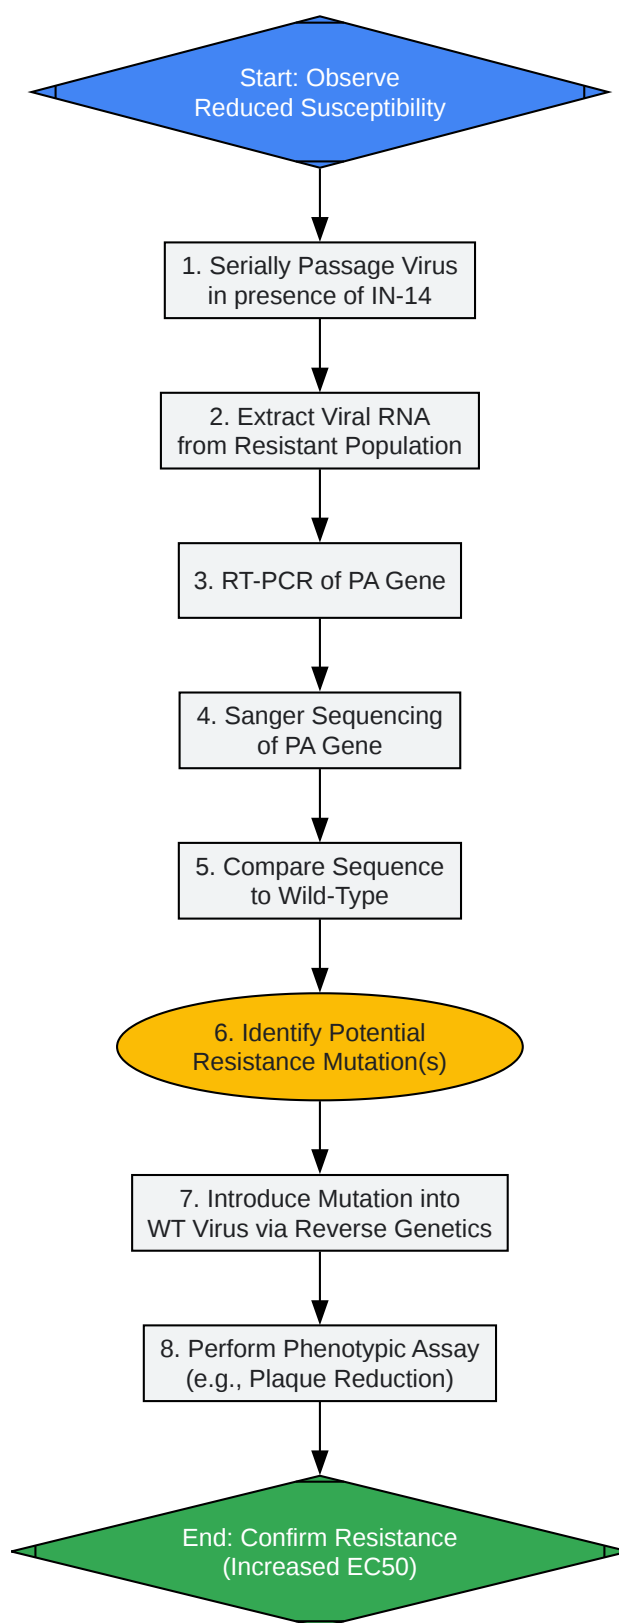 Start: Observe
Reduced Susceptibility
1. Serially Passage Virus
in presence of IN-14
2. Extract Viral RNA
from Resistant Population
3. RT-PCR of PA Gene
4. Sanger Sequencing
of PA Gene
5. Compare Sequence
to Wild-Type
6. Identify Potential
Resistance Mutation(s)
7. Introduce Mutation into
WT Virus via Reverse Genetics
8. Perform Phenotypic Assay
(e.g., Plaque Reduction)
End: Confirm Resistance
(Increased EC50)